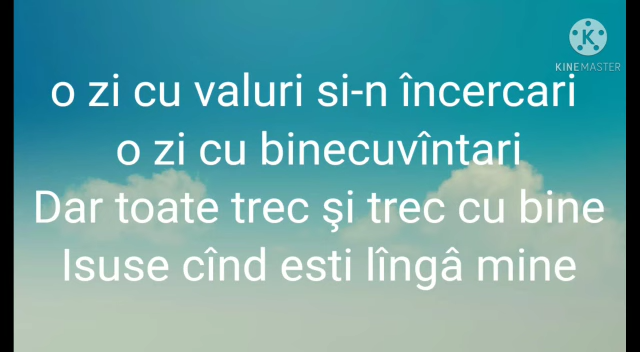 K
KINEMASTER
o zi cu valuri si-n încercari
o zi cu binecuvîntari
Dar toate trec şi trec cu bine
Isuse cînd esti lîngâ mine